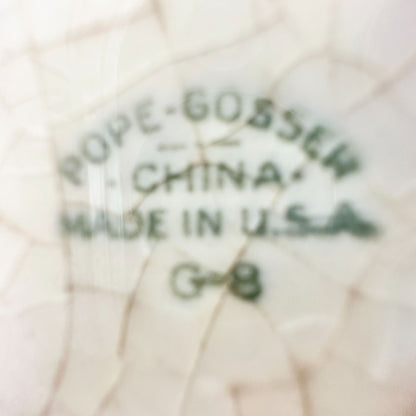 POPE-GOSSER
- CHINA -
MADE IN U.S.A.
G-8